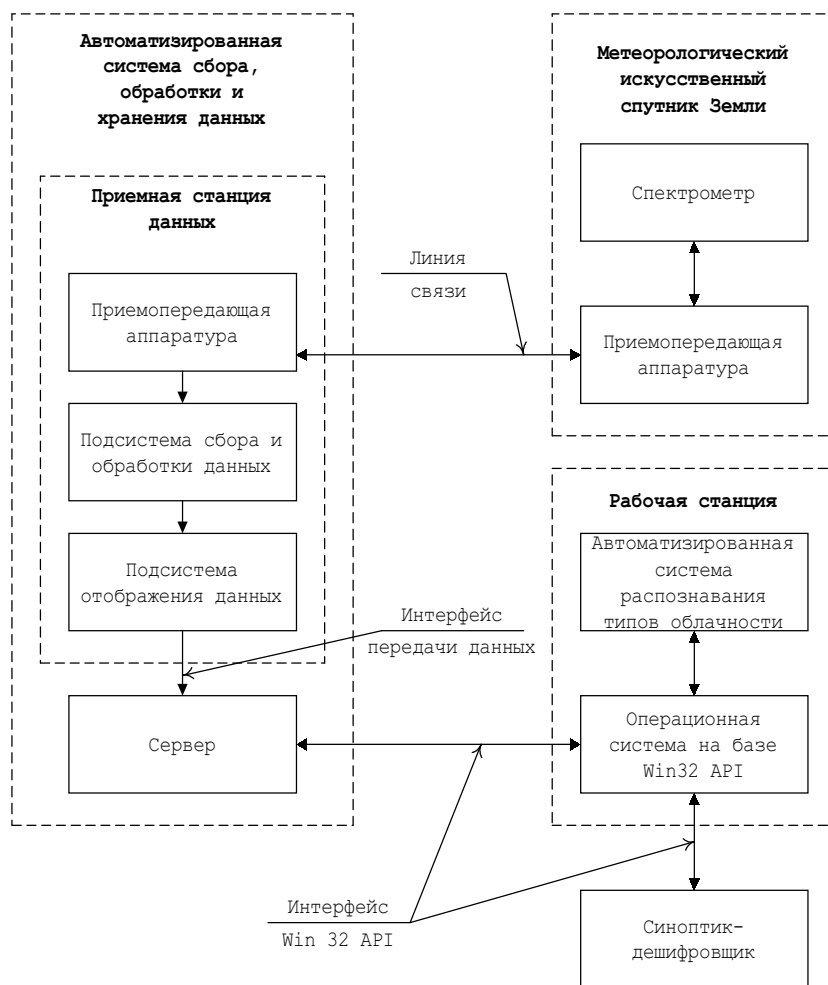 Автоматизированная
система сбора,
обработки и
хранения данных
Приемная станция
данных
Приемопередающая
аппаратура
Подсистема сбора и
обработки данных
Подсистема
отображения данных
Сервер
Линия
связи
Интерфейс
передачи данных
Интерфейс
Win 32 API
Метеорологический
искусственный
спутник Земли
Спектрометр
Приемопередающая
аппаратура
Рабочая станция
Автоматизированная
система
распознавания
типов облачности
Операционная
система на базе
Win32 API
Синоптик-
дешифровщик